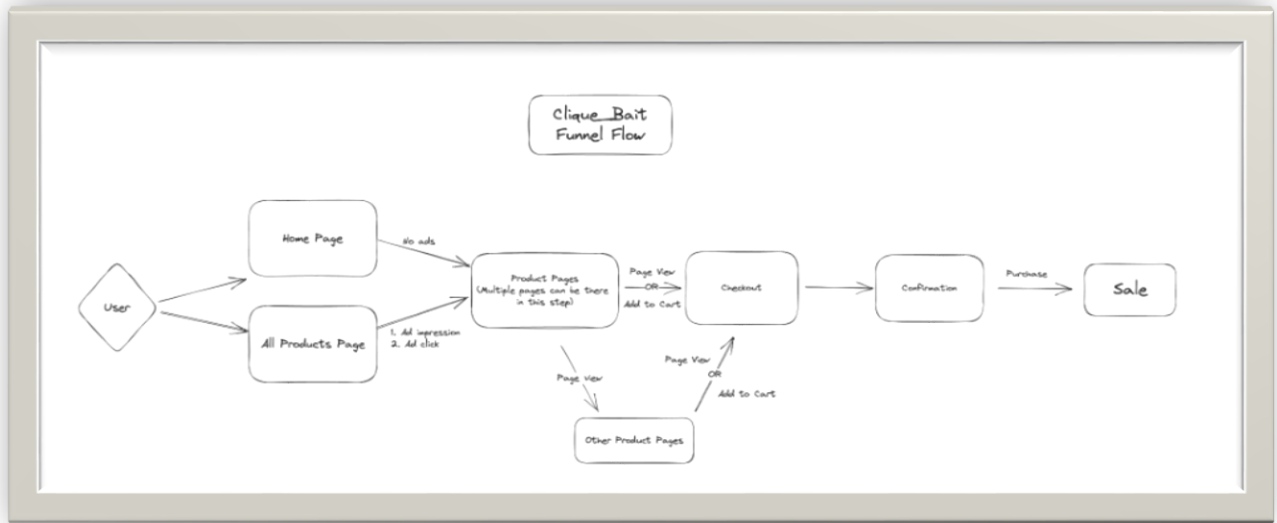 Clique_Bait
Funnel Flow
Home Page
No ads
User
All Products Page
1. Ad impression
2. Ad click
Product Pages
(Multiple pages can be there
in this step)
Page View
OR
Add to Cart
Checkout
Confirmation
Purchase
Sale
Page View
Other Product Pages
Page View
OR
Add to Cart